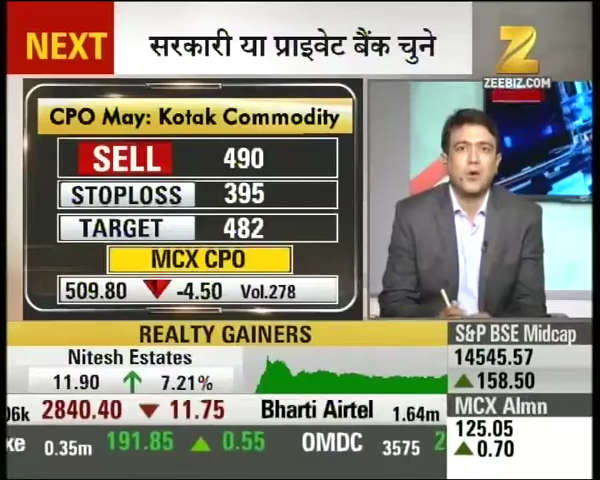 NEXT
सरकारी या प्राइवेट बैंक चुने
Z
ZEEBIZ.COM
CPO May: Kotak Commodity
SELL 490
STOPLOSS 395
TARGET 482
MCX CPO
509.80 -4.50 Vol.278
REALTY GAINERS
Nitesh Estates
11.90 7.21%
S&P BSE Midcap
14545.57
158.50
06k 2840.40 11.75 Bharti Airtel 1.64m
MCX Almn
125.05
0.70
ke 0.35m 191.85 0.55 OMDC 3575 2